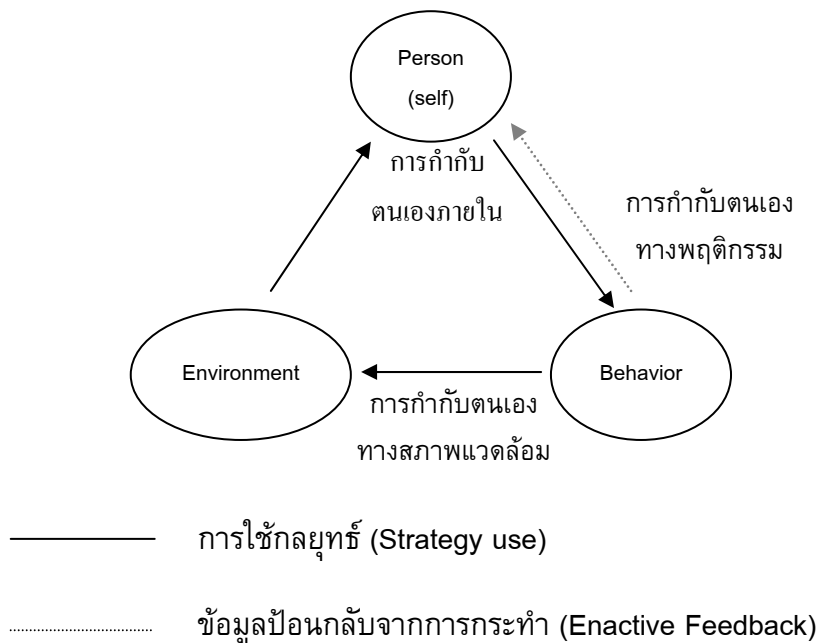 Person
(self)
การกำกับ
ตนเองภายใน
การกำกับตนเอง
ทางพฤติกรรม
Environment
Behavior
การกำกับตนเอง
ทางสภาพแวดล้อม
การใช้กลยุทธ์ (Strategy use)
ข้อมูลป้อนกลับจากการกระทำ (Enactive Feedback)